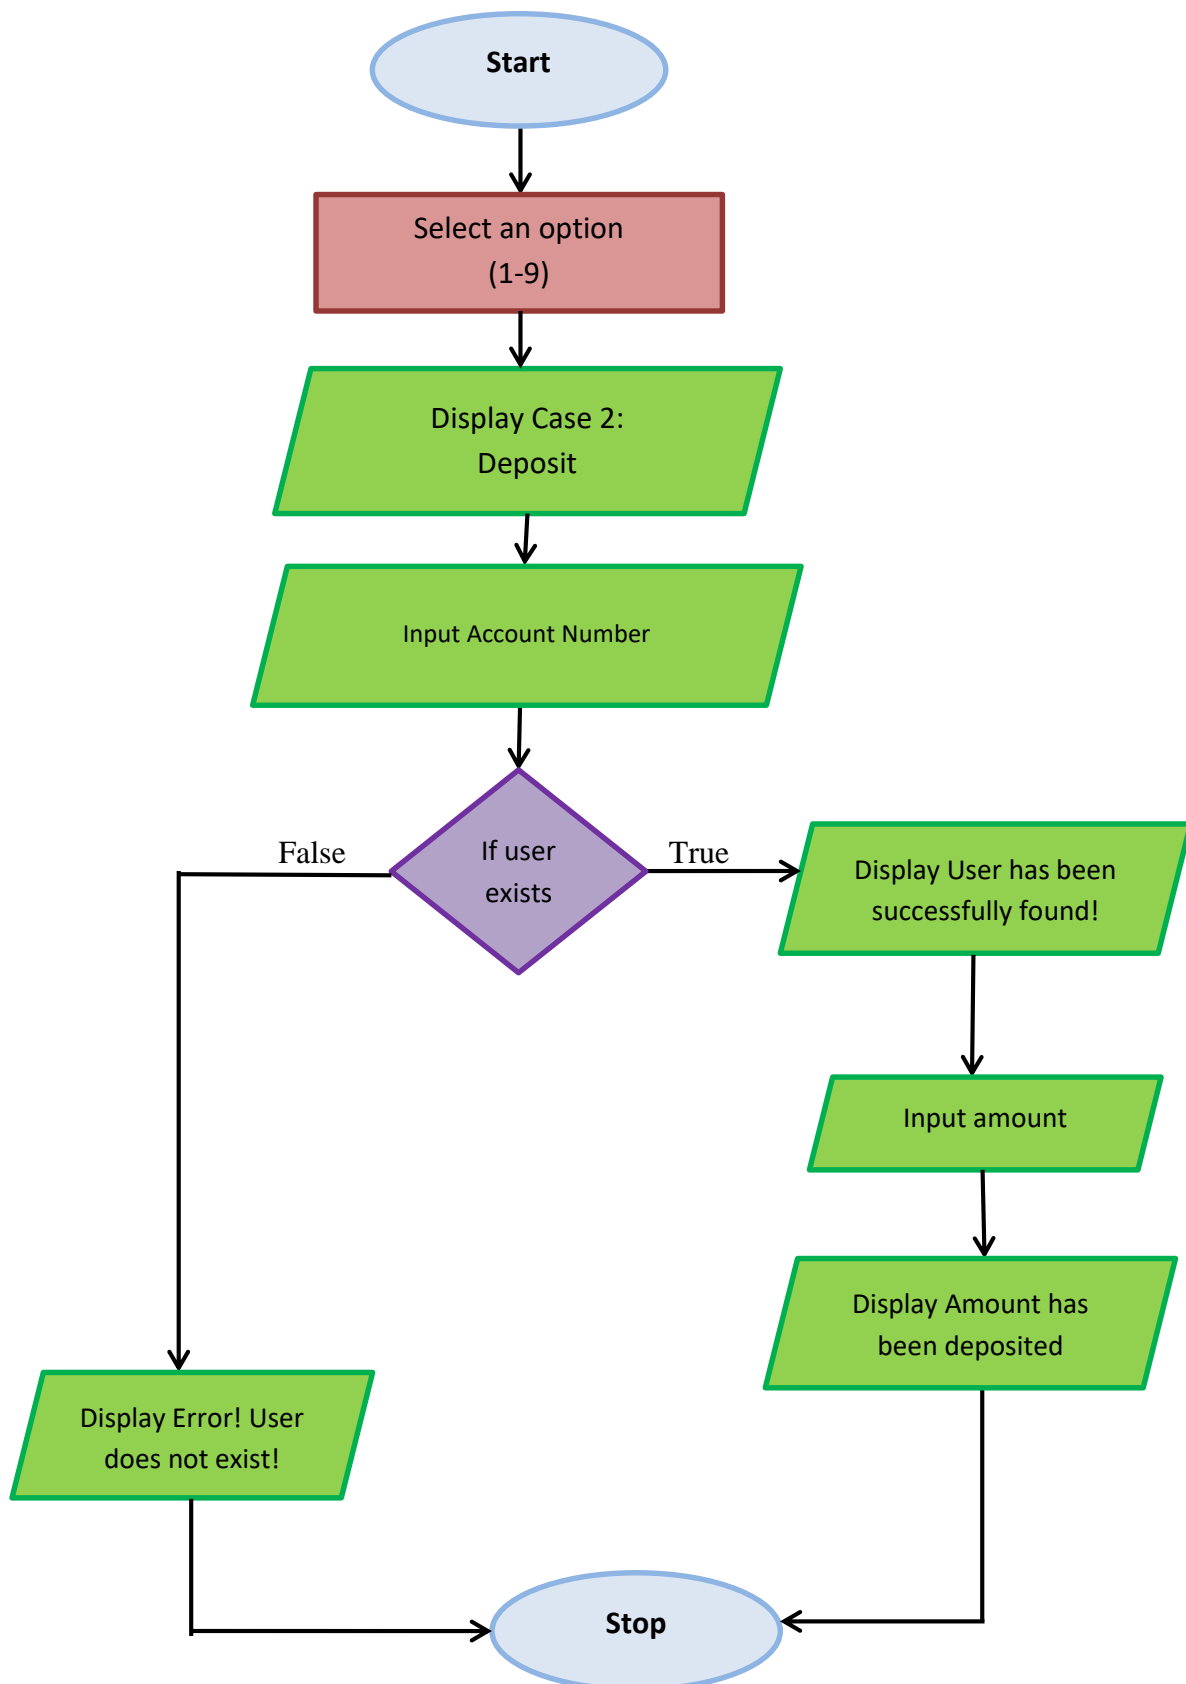 Start
Select an option
(1-9)
Display Case 2:
Deposit
Input Account Number
If user
exists
False
True
Display User has been
successfully found!
Input amount
Display Amount has
been deposited
Display Error! User
does not exist!
Stop